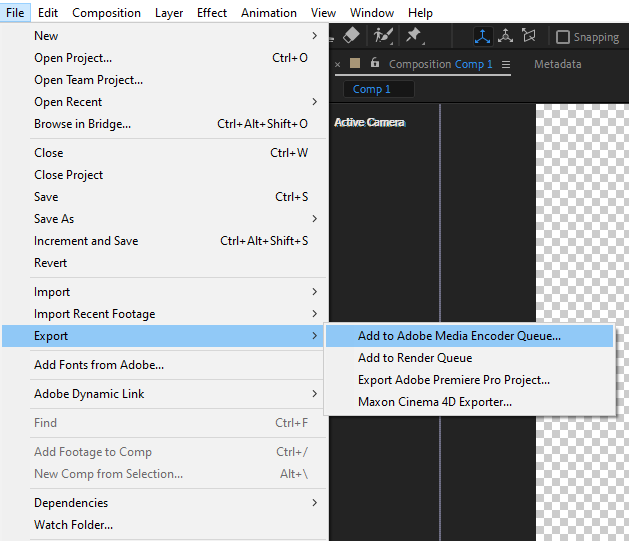 File Edit Composition Layer Effect Animation View Window Help
Snapping
× Composition Comp 1 ☰ Metadata
Comp 1
Active Camera
New >
Open Project... Ctrl+O
Open Team Project...
Open Recent >
Browse in Bridge... Ctrl+Alt+Shift+O
Close Ctrl+W
Close Project
Save Ctrl+S
Save As >
Increment and Save Ctrl+Alt+Shift+S
Revert
Import >
Import Recent Footage >
Export >
Add to Adobe Media Encoder Queue...
Add to Render Queue
Export Adobe Premiere Pro Project...
Maxon Cinema 4D Exporter...
Add Fonts from Adobe...
Adobe Dynamic Link >
Find Ctrl+F
Add Footage to Comp Ctrl+/
New Comp from Selection... Alt+\
Dependencies >
Watch Folder...